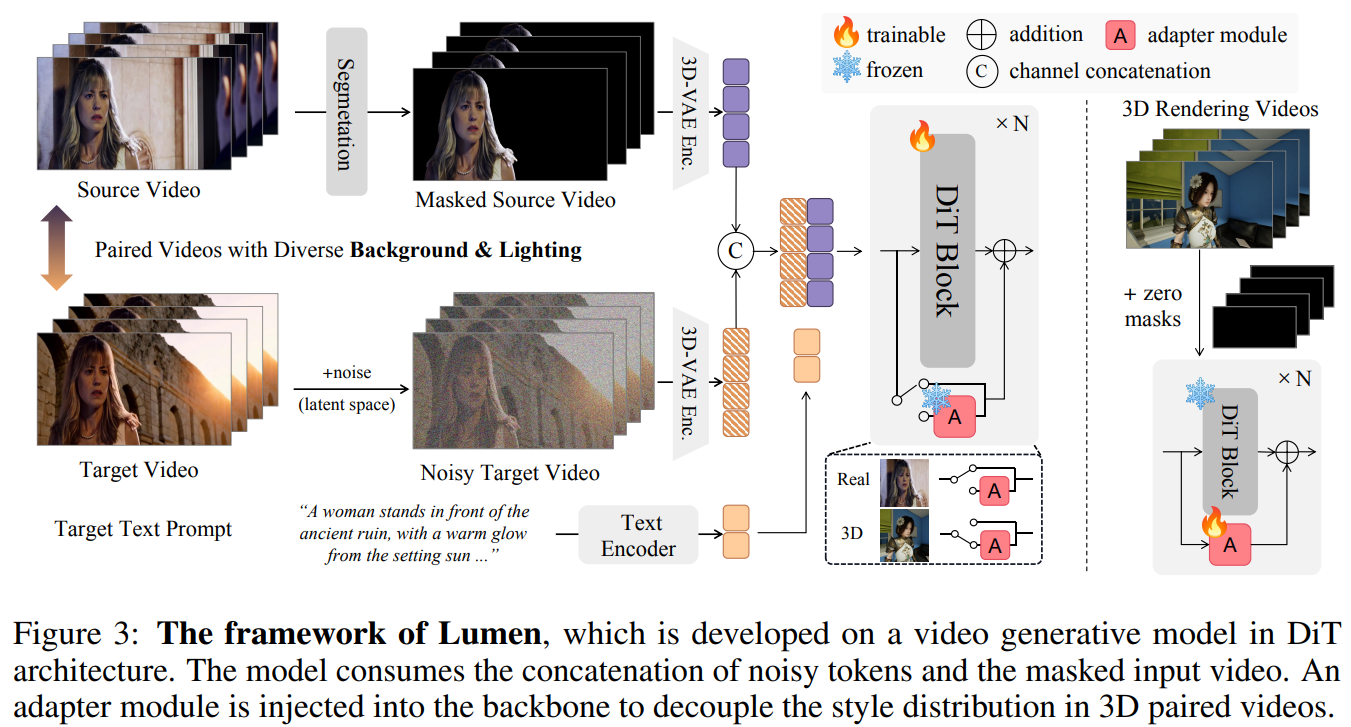 Source Video
Segmetation
Masked Source Video
3D-VAE Enc.
Paired Videos with Diverse Background & Lighting
C
Target Video
+noise
(latent space)
Noisy Target Video
3D-VAE Enc.
Target Text Prompt
“A woman stands in front of the
ancient ruin, with a warm glow
from the setting sun ...”
Text
Encoder
trainable
addition
A
adapter module
frozen
C
channel concatenation
× N
DiT Block
A
Real
A
3D
A
3D Rendering Videos
+ zero
masks
× N
DiT Block
A
Figure 3: The framework of Lumen, which is developed on a video generative model in DiT
architecture. The model consumes the concatenation of noisy tokens and the masked input video. An
adapter module is injected into the backbone to decouple the style distribution in 3D paired videos.